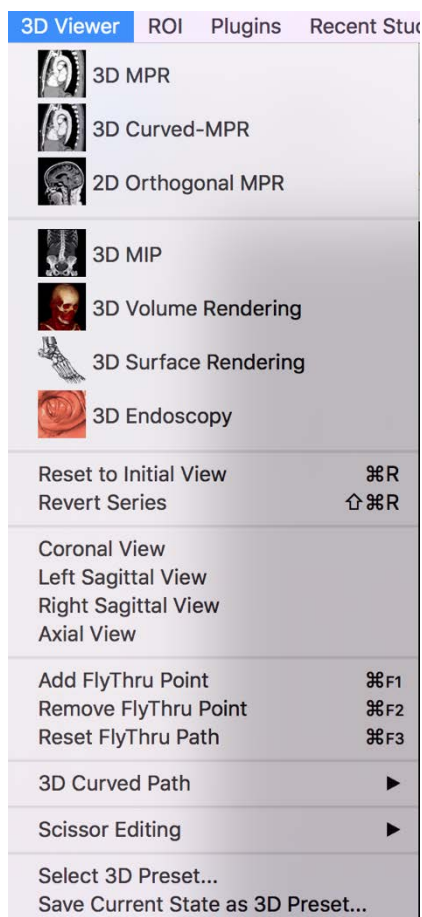 3D Viewer ROI Plugins Recent Stu
3D MPR
3D Curved-MPR
2D Orthogonal MPR
3D MIP
3D Volume Rendering
3D Surface Rendering
3D Endoscopy
Reset to Initial View ⌘R
Revert Series ⇧⌘R
Coronal View
Left Sagittal View
Right Sagittal View
Axial View
Add FlyThru Point ⌘F1
Remove FlyThru Point ⌘F2
Reset FlyThru Path ⌘F3
3D Curved Path ▶
Scissor Editing ▶
Select 3D Preset...
Save Current State as 3D Preset...